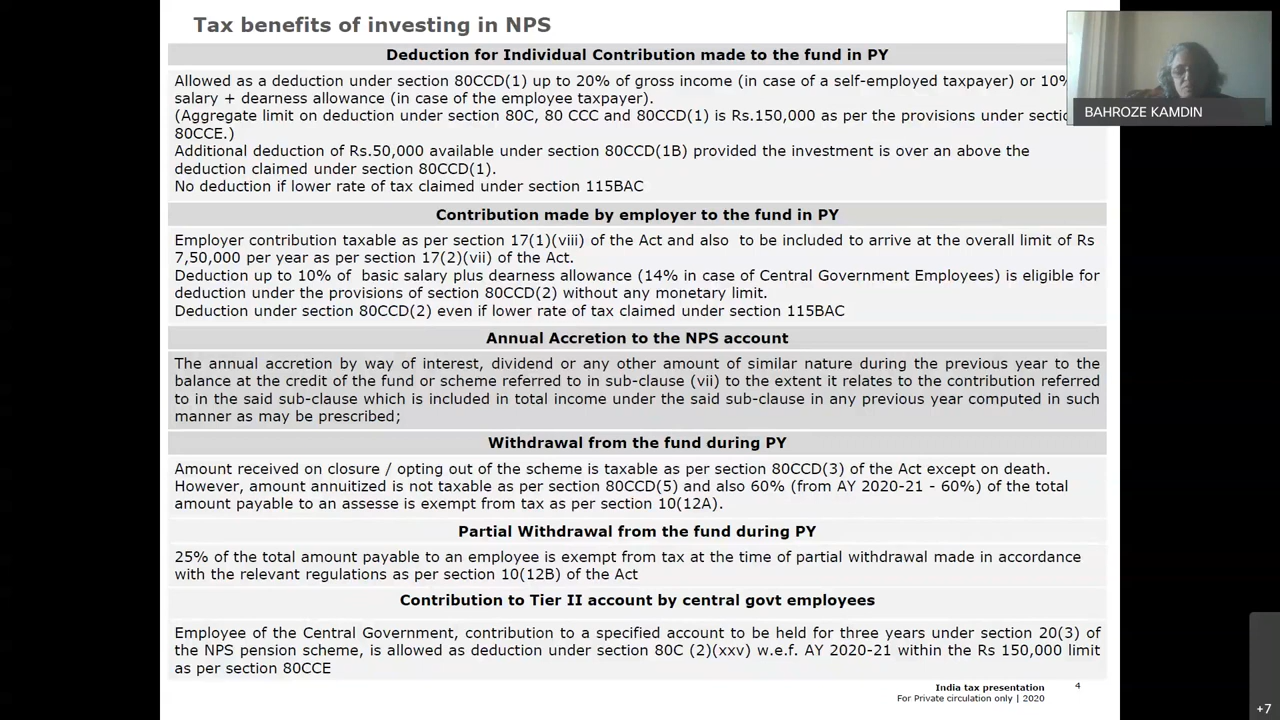 Tax benefits of investing in NPS
Deduction for Individual Contribution made to the fund in PY
Allowed as a deduction under section 80CCD(1) up to 20% of gross income (in case of a self-employed taxpayer) or 10%
salary + dearness allowance (in case of the employee taxpayer).
(Aggregate limit on deduction under section 80C, 80 CCC and 80CCD(1) is Rs.150,000 as per the provisions under
80CCE.)
Additional deduction of Rs.50,000 available under section 80CCD(1B) provided the investment is over an above the
deduction claimed under section 80CCD(1).
No deduction if lower rate of tax claimed under section 115BAC
Contribution made by employer to the fund in PY
Employer contribution taxable as per section 17(1)(viii) of the Act and also to be included to arrive at the overall limit of Rs
7,50,000 per year as per section 17(2)(vii) of the Act.
Deduction up to 10% of basic salary plus dearness allowance (14% in case of Central Government Employees) is eligible for
deduction under the provisions of section 80CCD(2) without any monetary limit.
Deduction under section 80CCD(2) even if lower rate of tax claimed under section 115BAC
Annual Accretion to the NPS account
The annual accretion by way of interest, dividend or any other amount of similar nature during the previous year to the
balance at the credit of the fund or scheme referred to in sub-clause (vii) to the extent it relates to the contribution referred
to in the said sub-clause which is included in total income under the said sub-clause in any previous year computed in such
manner as may be prescribed;
Withdrawal from the fund during PY
Amount received on closure / opting out of the scheme is taxable as per section 80CCD(3) of the Act except on death.
However, amount annuitized is not taxable as per section 80CCD(5) and also 60% (from AY 2020-21 - 60%) of the total
amount payable to an assesse is exempt from tax as per section 10(12A).
Partial Withdrawal from the fund during PY
25% of the total amount payable to an employee is exempt from tax at the time of partial withdrawal made in accordance
with the relevant regulations as per section 10(12B) of the Act
Contribution to Tier II account by central govt employees
Employee of the Central Government, contribution to a specified account to be held for three years under section 20(3) of
the NPS pension scheme, is allowed as deduction under section 80C (2)(xxv) w.e.f. AY 2020-21 within the Rs 150,000 limit
as per section 80CCE
India tax presentation
For Private circulation only | 2020
4
BAHROZE KAMDIN
+7